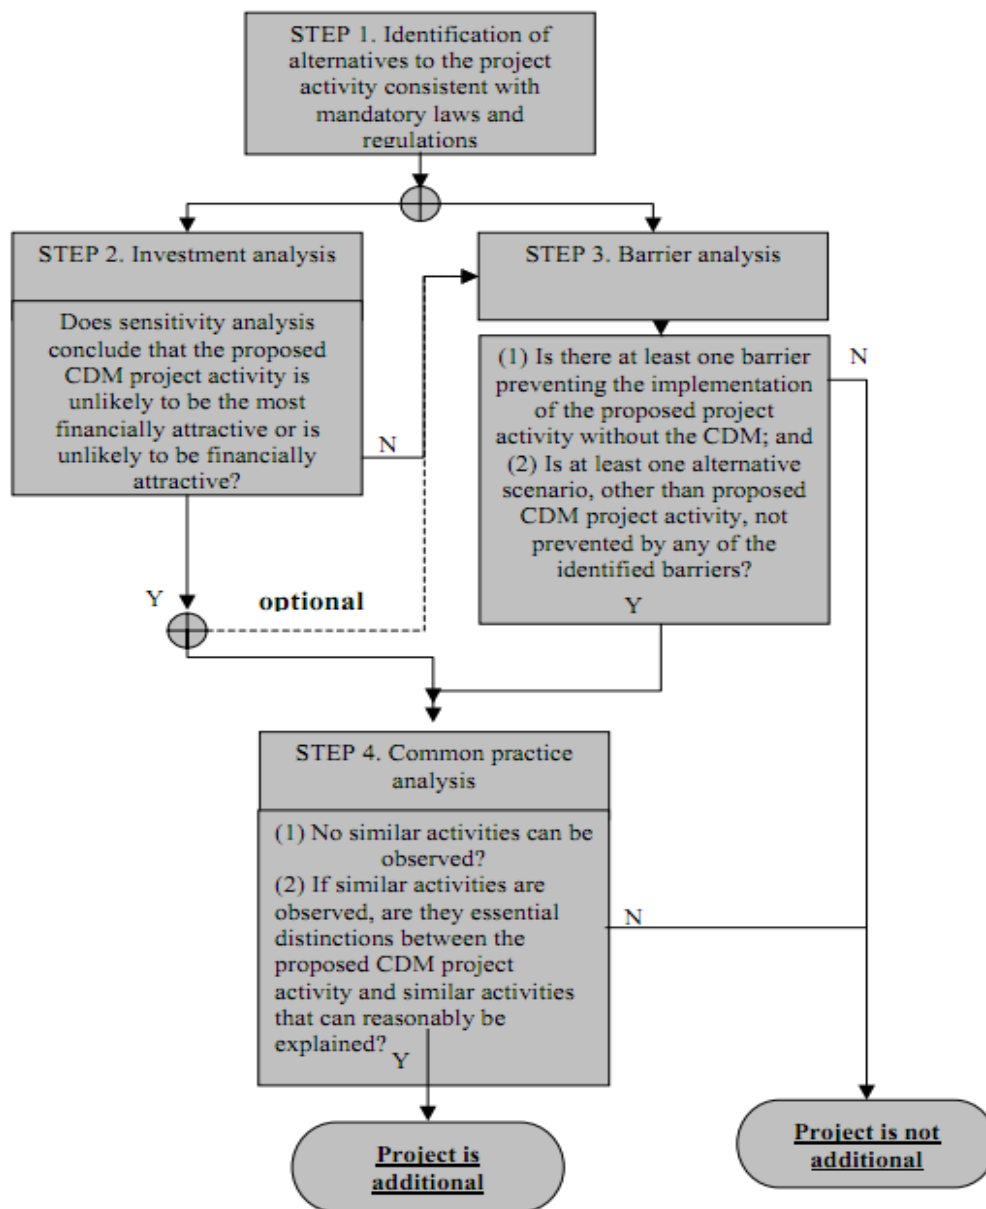 STEP 1. Identification of
alternatives to the project
activity consistent with
mandatory laws and
regulations
STEP 2. Investment analysis
Does sensitivity analysis
conclude that the proposed
CDM project activity is
unlikely to be the most
financially attractive or is
unlikely to be financially
attractive?
N
Y
optional
STEP 3. Barrier analysis
(1) Is there at least one barrier
preventing the implementation
of the proposed project
activity without the CDM; and
(2) Is at least one alternative
scenario, other than proposed
CDM project activity, not
prevented by any of the
identified barriers?
N
Y
STEP 4. Common practice
analysis
(1) No similar activities can be
observed?
(2) If similar activities are
observed, are they essential
distinctions between the
proposed CDM project
activity and similar activities
that can reasonably be
explained?
N
Y
Project is
additional
Project is not
additional